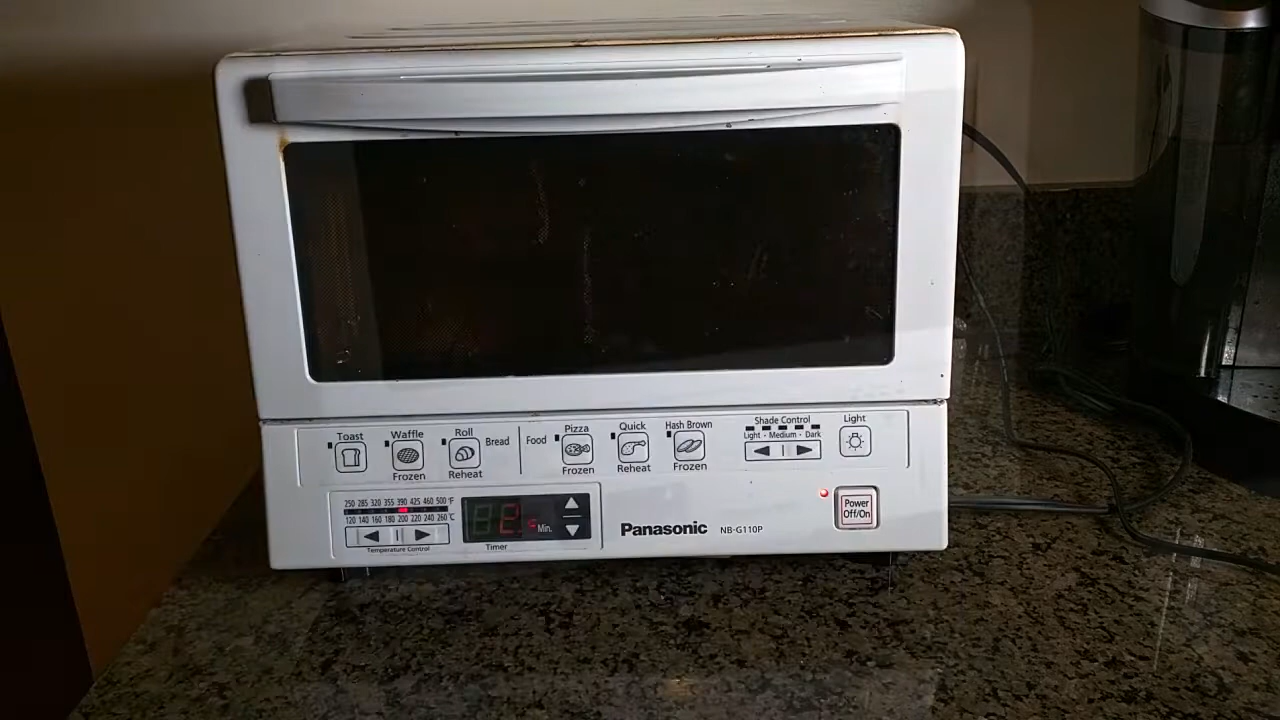 Toast
Waffle
Frozen
Roll
Reheat
Bread
Food
Pizza
Frozen
Quick
Reheat
Hash Brown
Frozen
Shade Control
Light - Medium - Dark
Light
250 285 320 355 390 425 460 500 °F
120 140 160 180 200 220 240 260 °C
Temperature Control
2
Min.
Timer
Panasonic NB-G110P
Power
Off/On